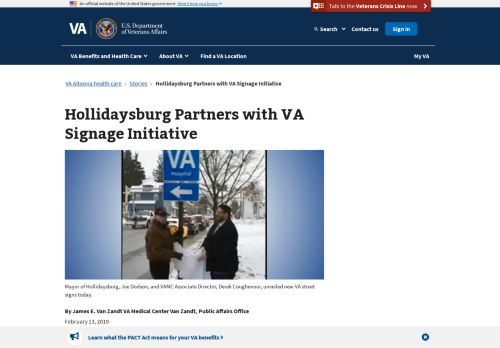 An official website of the United States government Here's how you know
Talk to the Veterans Crisis Line now
VA
U.S. Department
of Veterans Affairs
Search
Contact us
Sign in
VA Benefits and Health Care
About VA
Find a VA Location
My VA
VA Altoona health care › Stories › Hollidaysburg Partners with VA Signage Initiative
Hollidaysburg Partners with VA
Signage Initiative
VA
Hospital
Mayor of Hollidaysburg, Joe Dodson, and VAMC Associate Director, Derek Coughenour, unveiled new VA street
signs today.
By James E. Van Zandt VA Medical Center Van Zandt, Public Affairs Office
February 13, 2019
Learn what the PACT Act means for your VA benefits